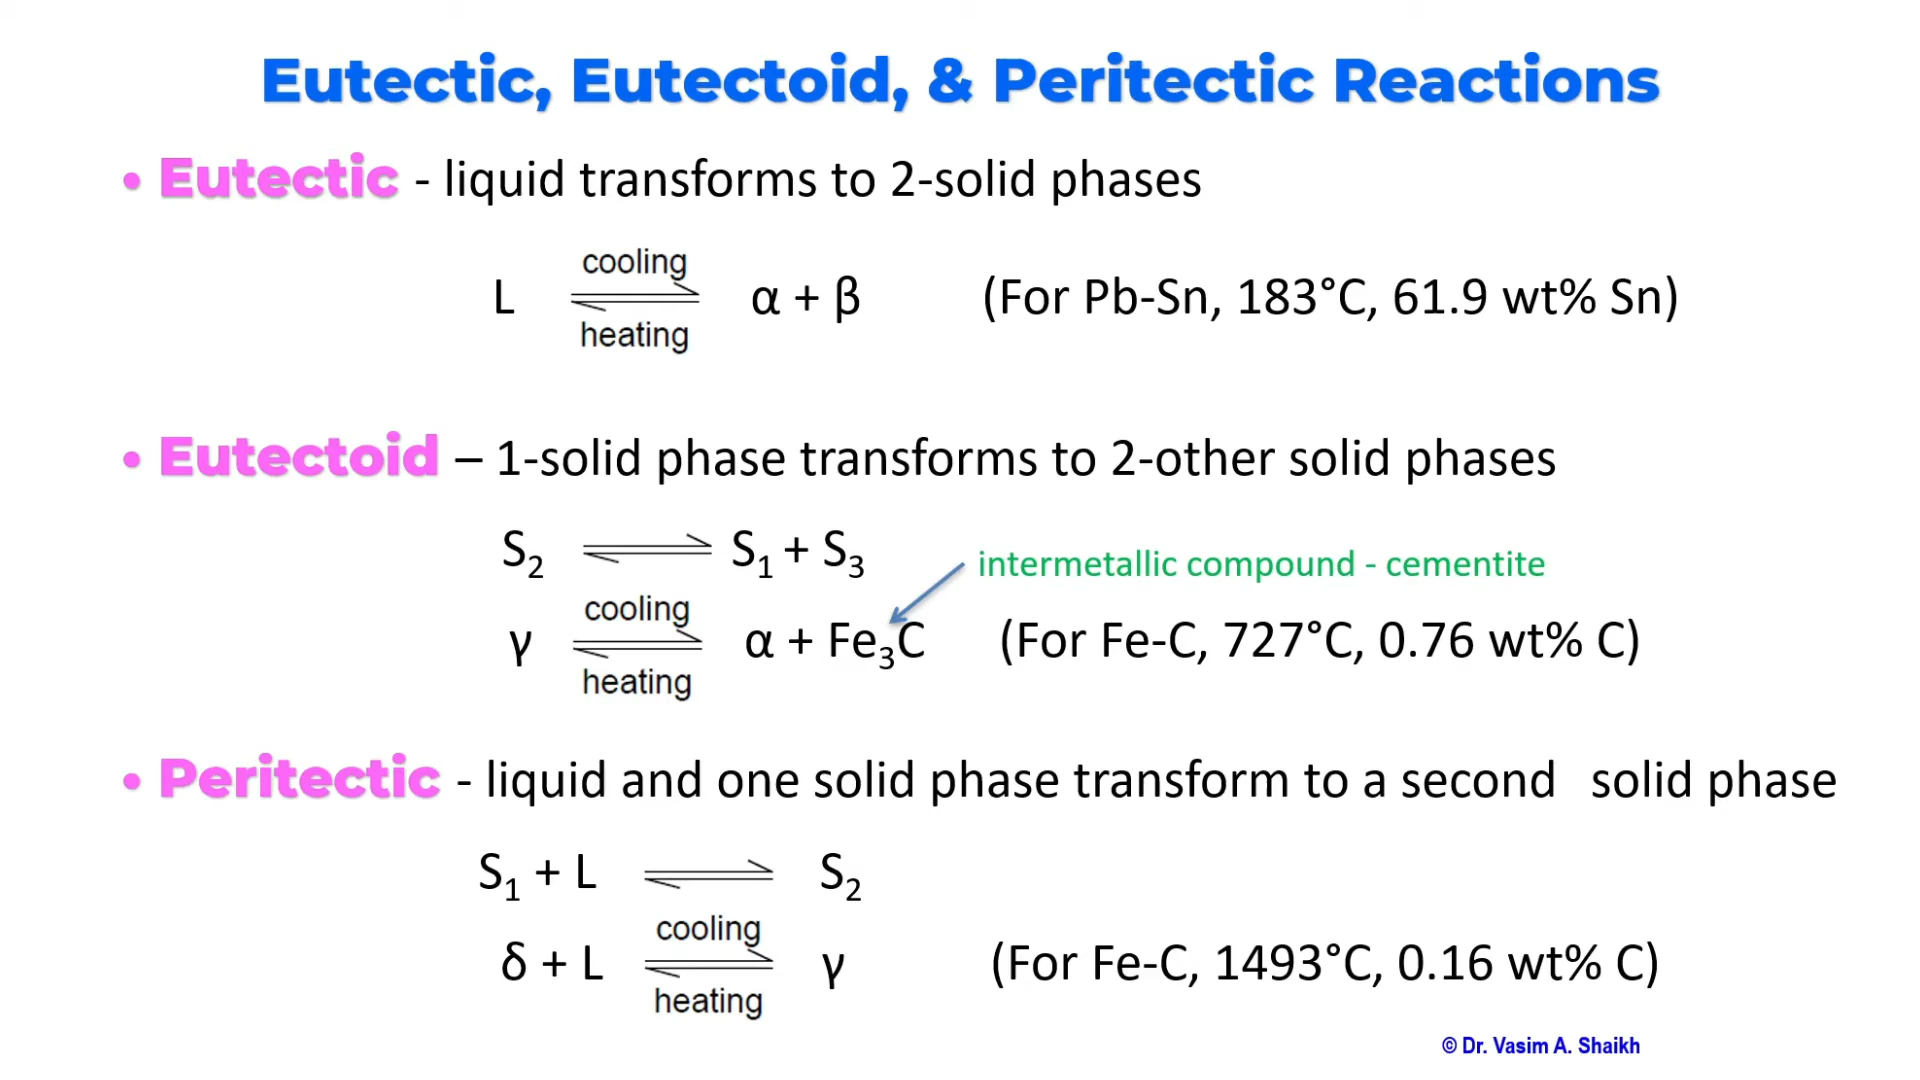 Eutectic, Eutectoid, & Peritectic Reactions
• Eutectic - liquid transforms to 2-solid phases
cooling
L ⇌ α + β (For Pb-Sn, 183°C, 61.9 wt% Sn)
heating
• Eutectoid – 1-solid phase transforms to 2-other solid phases
S₂ ⇌ S₁ + S₃
intermetallic compound - cementite
cooling
γ ⇌ α + Fe₃C (For Fe-C, 727°C, 0.76 wt% C)
heating
• Peritectic - liquid and one solid phase transform to a second solid phase
S₁ + L ⇌ S₂
cooling
δ + L ⇌ γ (For Fe-C, 1493°C, 0.16 wt% C)
heating
© Dr. Vasim A. Shaikh